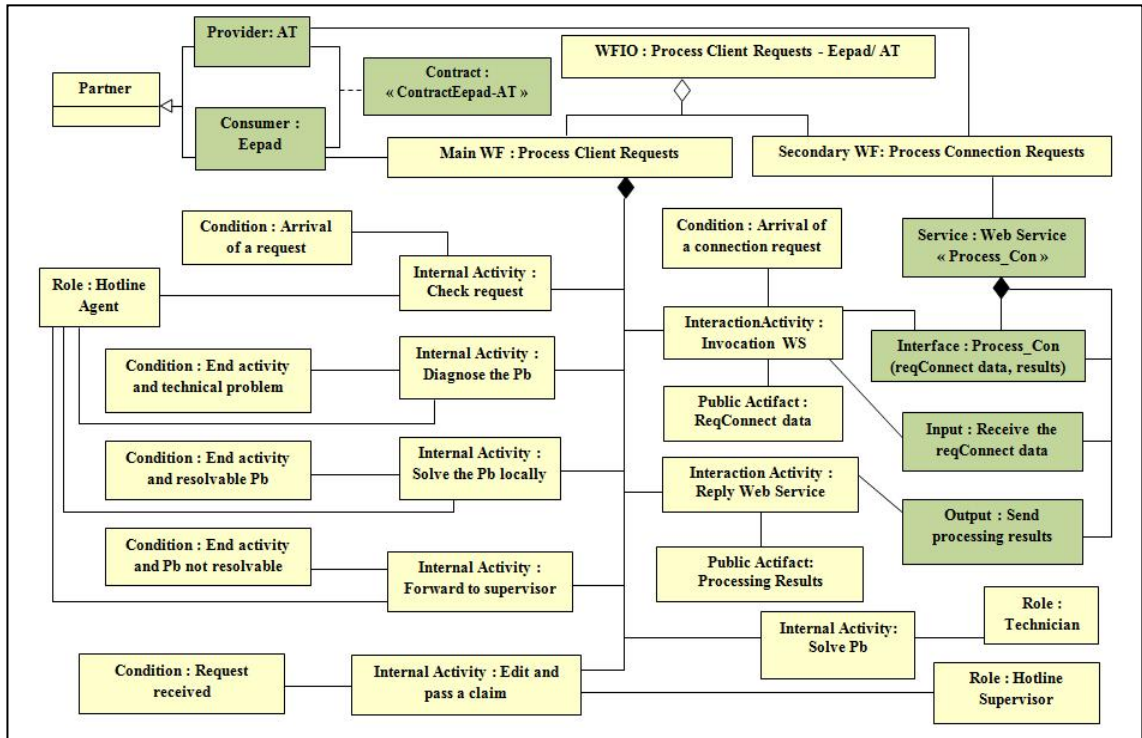 Provider: AT
WFIO : Process Client Requests - Eepad/ AT
Partner
Contract :
« ContractEepad-AT »
Consumer :
Eepad
Main WF : Process Client Requests
Secondary WF: Process Connection Requests
Condition : Arrival
of a request
Condition : Arrival of
a connection request
Service : Web Service
« Process_Con »
Role : Hotline
Agent
Internal Activity :
Check request
InteractionActivity :
Invocation WS
Interface : Process_Con
(reqConnect data, results)
Condition : End activity
and technical problem
Internal Activity :
Diagnose the Pb
Public Actifact :
ReqConnect data
Input : Receive the
reqConnect data
Condition : End activity
and resolvable Pb
Internal Activity :
Solve the Pb locally
Interaction Activity :
Reply Web Service
Output : Send
processing results
Condition : End activity
and Pb not resolvable
Internal Activity :
Forward to supervisor
Public Actifact:
Processing Results
Internal Activity:
Solve Pb
Role :
Technician
Condition : Request
received
Internal Activity : Edit and
pass a claim
Role : Hotline
Supervisor